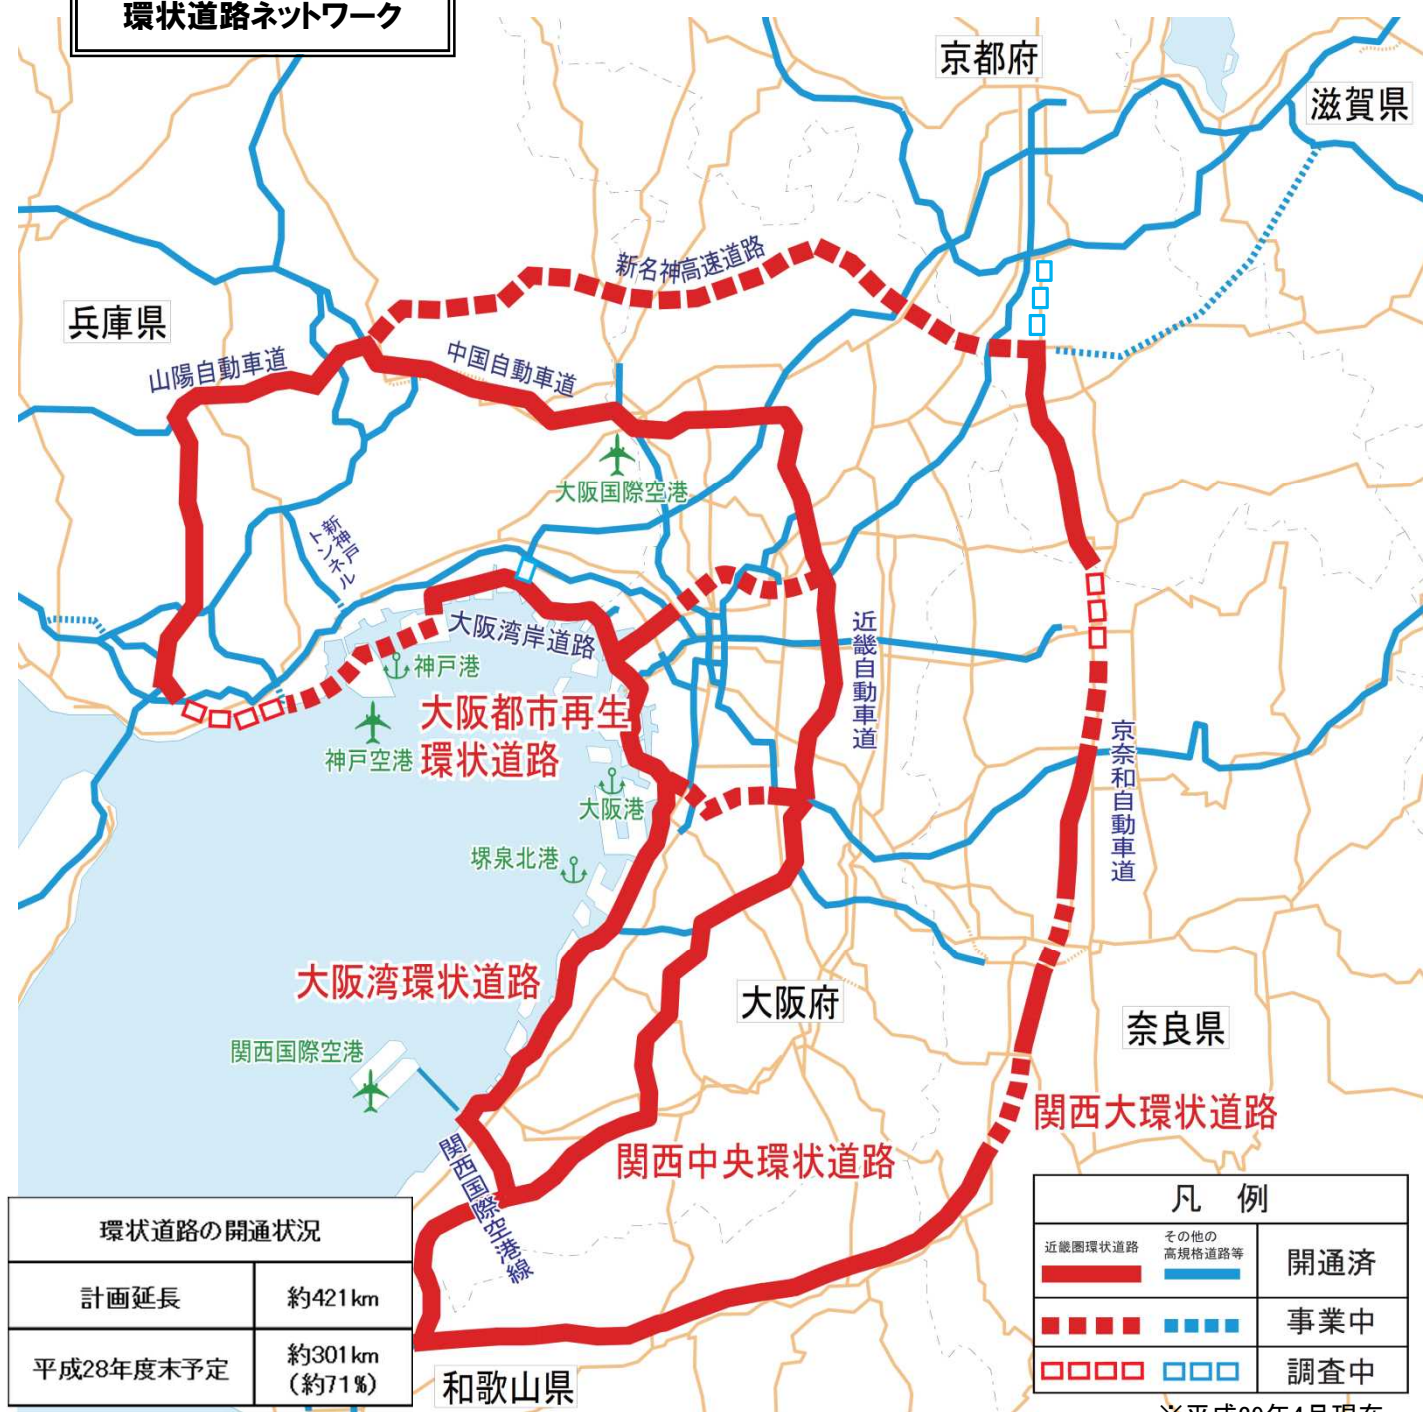 環状道路ネットワーク
京都府
滋賀県
新名神高速道路
兵庫県
山陽自動車道
中国自動車道
大阪国際空港
新神戸
トンネル
大阪湾岸道路
神戸港
近畿自動車道
大阪都市再生
環状道路
神戸空港
京奈和自動車道
大阪港
堺泉北港
大阪湾環状道路
大阪府
奈良県
関西国際空港
関西大環状道路
関西国際空港線
関西中央環状道路
環状道路の開通状況
計画延長 約421km
平成28年度末予定 約301km
(約71%)
和歌山県
凡 例
近畿圏環状道路 その他の
高規格道路等 開通済
事業中
調査中